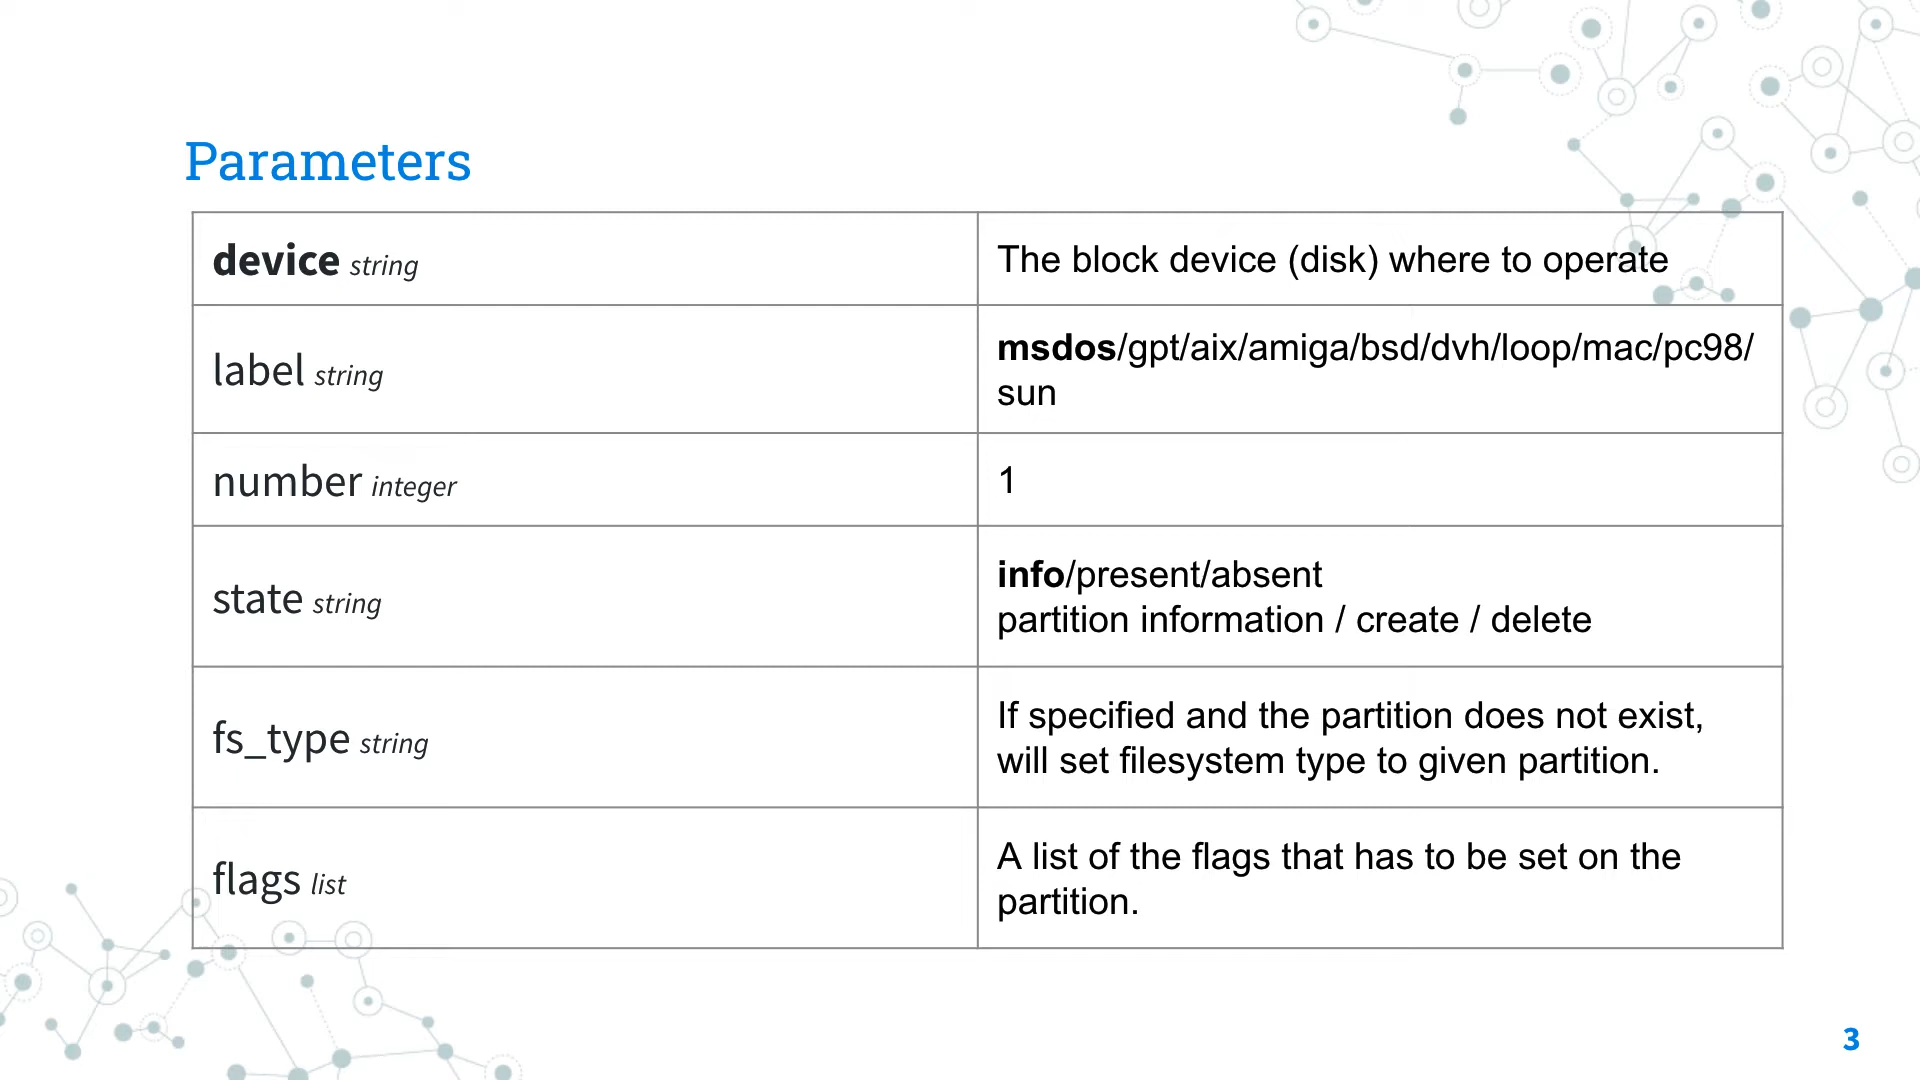 Parameters
device string
The block device (disk) where to operate
label string
msdos/gpt/aix/amiga/bsd/dvh/loop/mac/pc98/
sun
number integer
1
state string
info/present/absent
partition information / create / delete
fs_type string
If specified and the partition does not exist,
will set filesystem type to given partition.
flags list
A list of the flags that has to be set on the
partition.
3